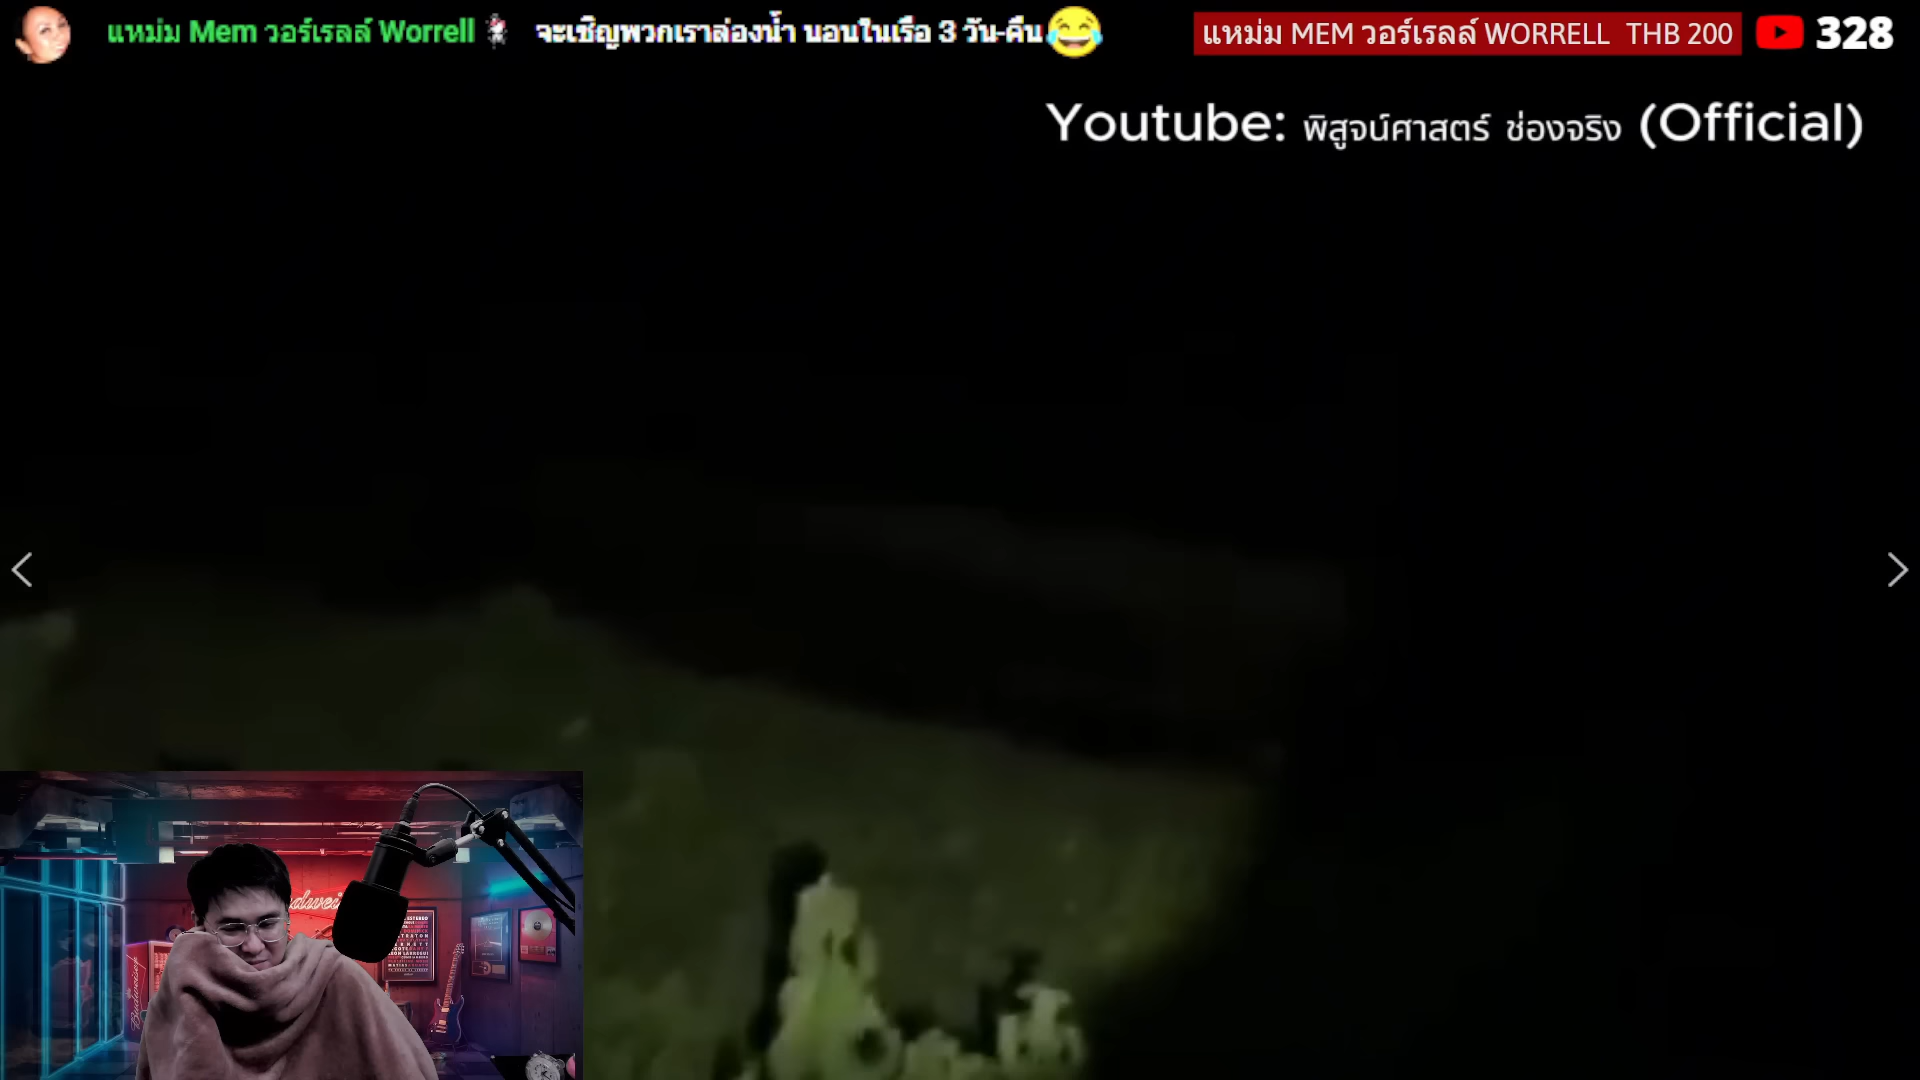 แหม่ม Mem วอร์เรลล์ Worrell จะเชิญพวกเราล่องน้ำ นอนในเรือ 3 วัน-คืน😂
แหม่ม MEM วอร์เรลล์ WORRELL THB 200
328
Youtube: พิสูจน์ศาสตร์ ช่องจริง (Official)
Budweiser